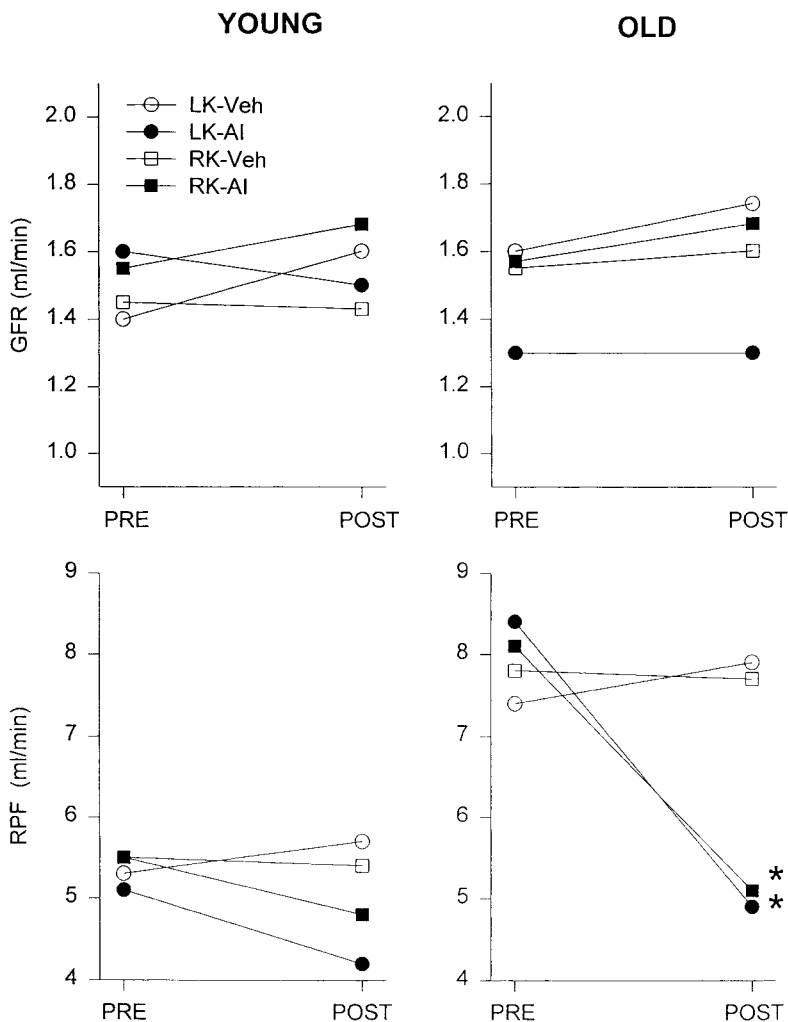 YOUNG
OLD
2.0
1.8
1.6
1.4
1.2
1.0
GFR (ml/min)
LK-Veh
LK-AI
RK-Veh
RK-AI
PRE
POST
2.0
1.8
1.6
1.4
1.2
1.0
PRE
POST
9
8
7
6
5
4
RPF (ml/min)
PRE
POST
9
8
7
6
5
4
*
*
PRE
POST